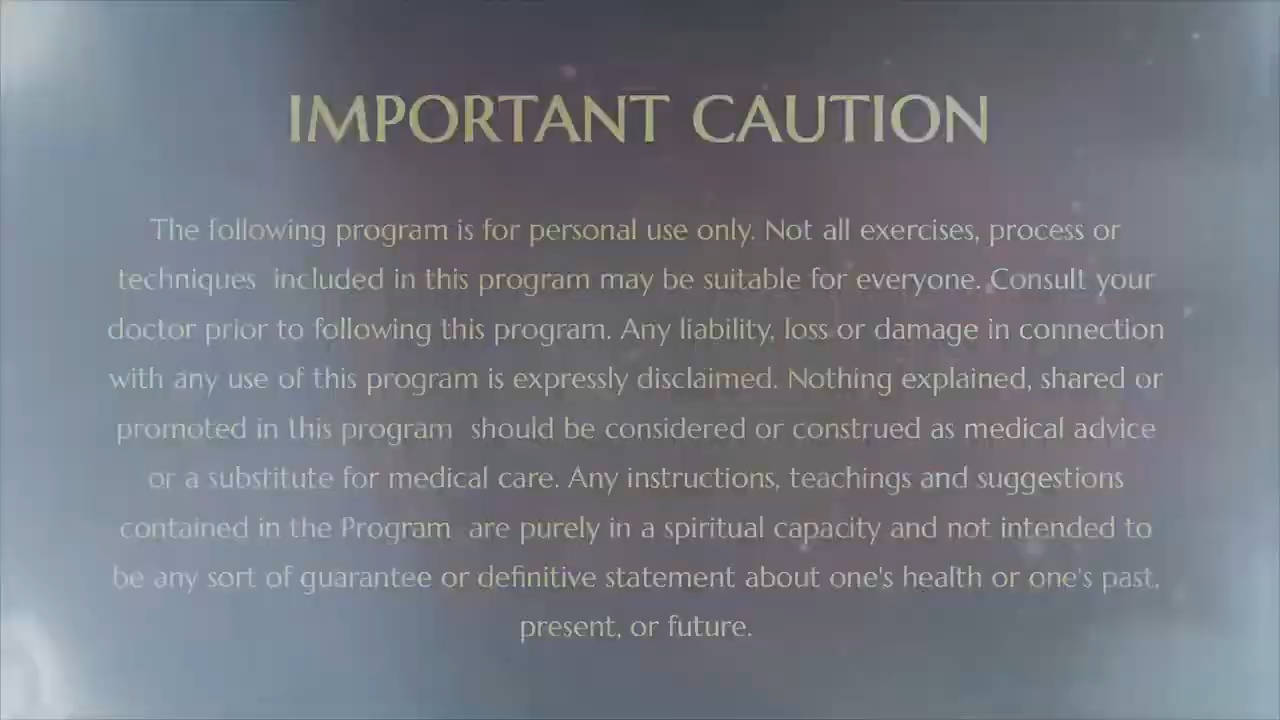 IMPORTANT CAUTION
The following program is for personal use only. Not all exercises, process or
techniques included in this program may be suitable for everyone. Consult your
doctor prior to following this program. Any liability, loss or damage in connection
with any use of this program is expressly disclaimed. Nothing explained, shared or
promoted in this program should be considered or construed as medical advice
or a substitute for medical care. Any instructions, teachings and suggestions
contained in the Program are purely in a spiritual capacity and not intended to
be any sort of guarantee or definitive statement about one's health or one's past,
present, or future.